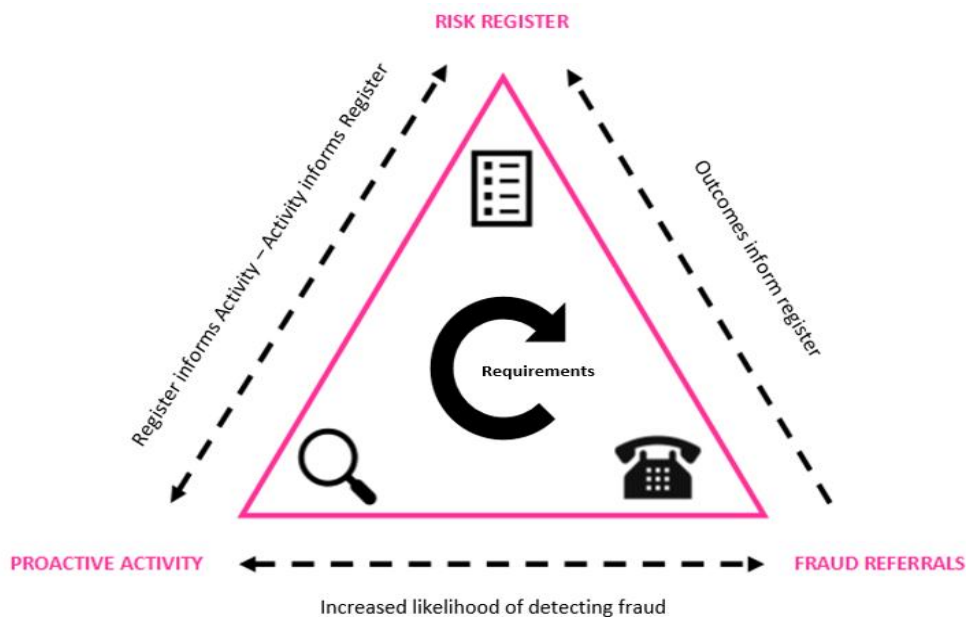 RISK REGISTER
Register informs Activity – Activity informs Register
Outcomes inform register
Requirements
PROACTIVE ACTIVITY
FRAUD REFERRALS
Increased likelihood of detecting fraud